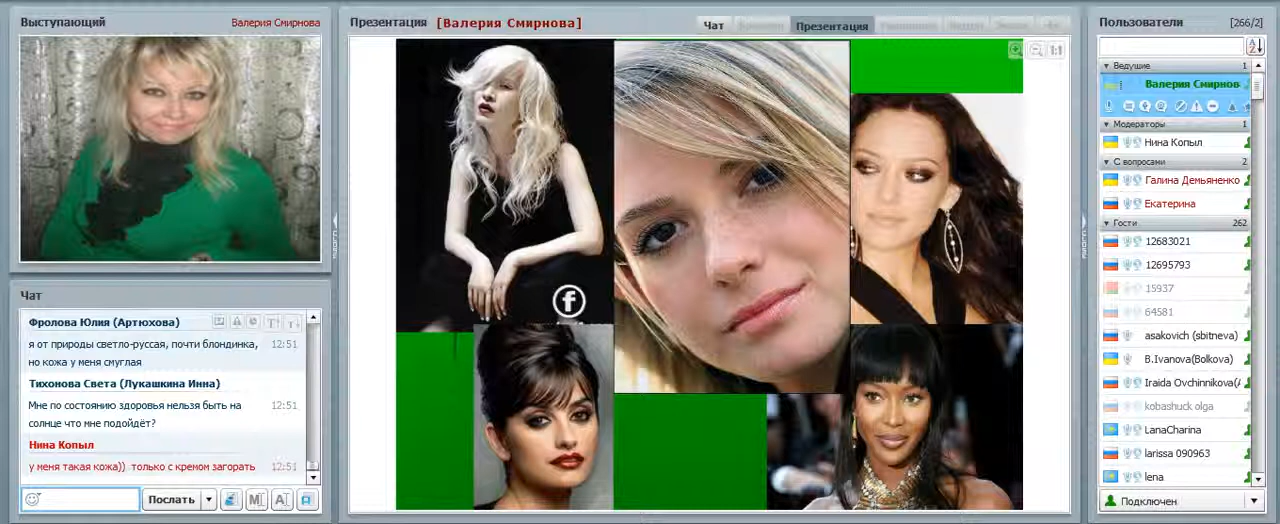 Выступающий
Валерия Смирнова
Чат
Фролова Юлия (Артюхова)
я от природы светло-руссая, почти блондинка,
12:51
но кожа у меня смуглая
Тихонова Света (Лукашкина Инна)
Мне по состоянию здоровья нельзя быть на
12:51
солнце что мне подойдёт?
Нина Копыл
у меня такая кожа)) только с кремом загорать
12:51
Послать
Презентация [Валерия Смирнова]
Чат
Презентация
1:1
f
Пользователи
[266/2]
Ведущие 1
Валерия Смирнов
Модераторы 1
Нина Копыл
С вопросами 2
Галина Демьяненко
Екатерина
Гости 262
12683021
12695793
15937
64581
asakovich (sbitneva)
B.Ivanova(Bolkova)
Iraida Ovchinnikova(
kobashuck olga
LanaCharina
larissa 090963
lena
Подключен